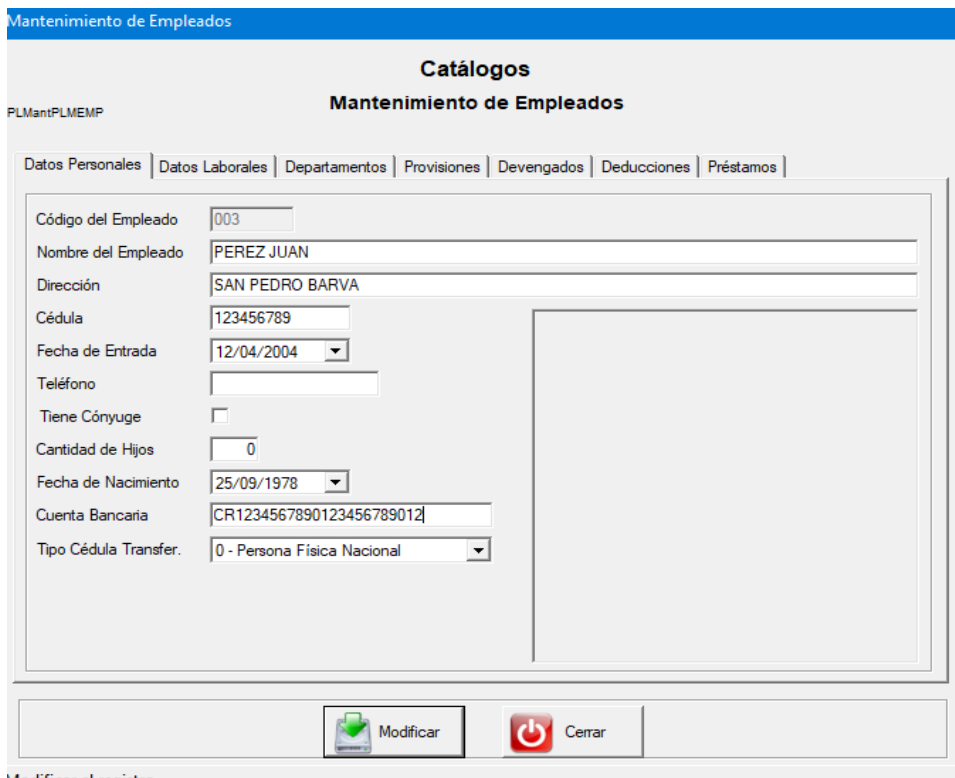 Mantenimiento de Empleados
Catálogos
Mantenimiento de Empleados
PLMantPLMEMP
Datos Personales Datos Laborales Departamentos Provisiones Devengados Deducciones Préstamos
Código del Empleado 003
Nombre del Empleado PEREZ JUAN
Dirección SAN PEDRO BARVA
Cédula 123456789
Fecha de Entrada 12/04/2004
Teléfono
Tiene Cónyuge
Cantidad de Hijos 0
Fecha de Nacimiento 25/09/1978
Cuenta Bancaria CR1234567890123456789012
Tipo Cédula Transfer. 0 - Persona Física Nacional
Modificar Cerrar